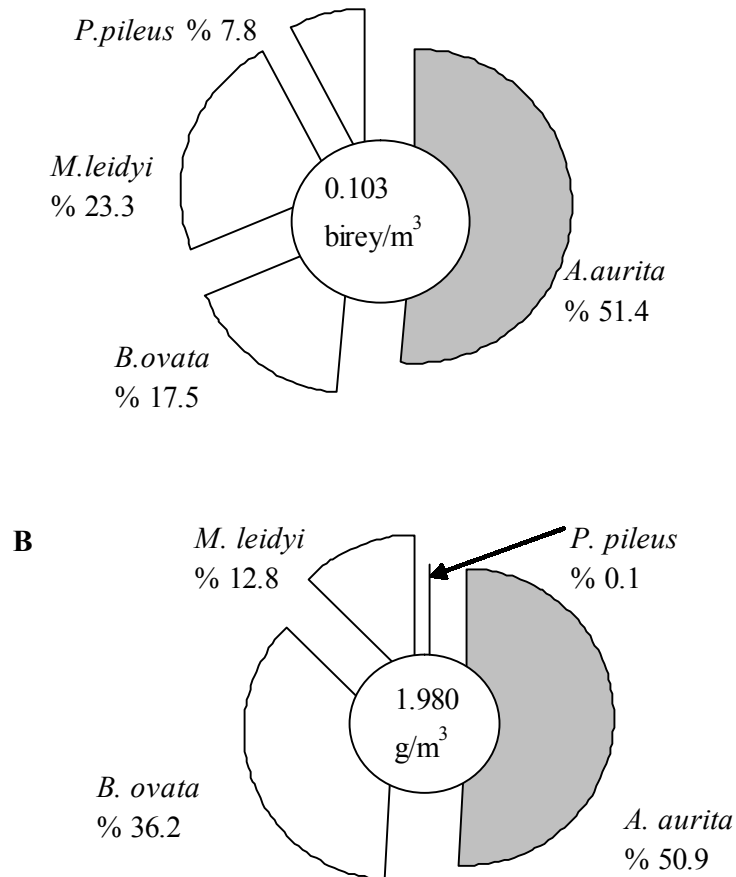 P.pileus % 7.8
M.leidyi
% 23.3
0.103
birey/m³
A.aurita
% 51.4
B.ovata
% 17.5
B
M. leidyi
% 12.8
P. pileus
% 0.1
1.980
g/m³
B. ovata
% 36.2
A. aurita
% 50.9